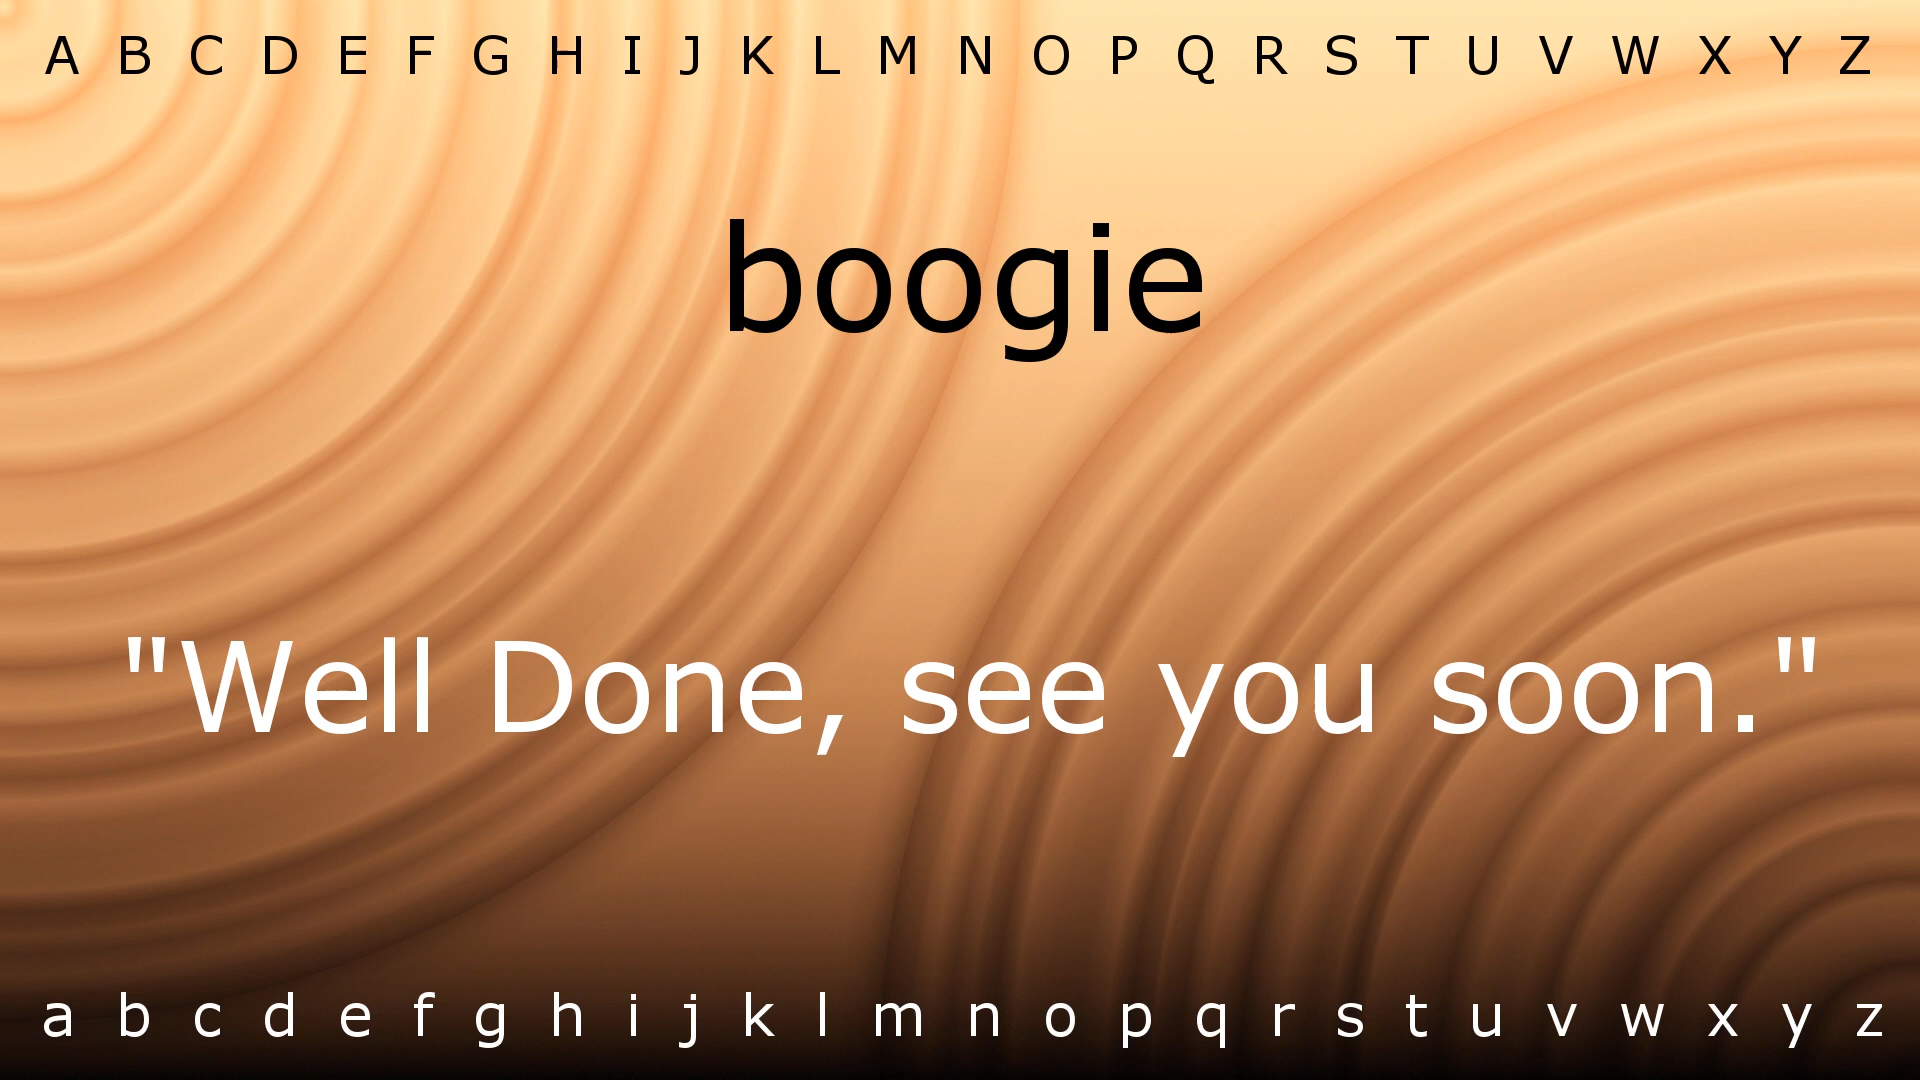 A B C D E F G H I J K L M N O P Q R S T U V W X Y Z
boogie
"Well Done, see you soon."
a b c d e f g h i j k l m n o p q r s t u v w x y z